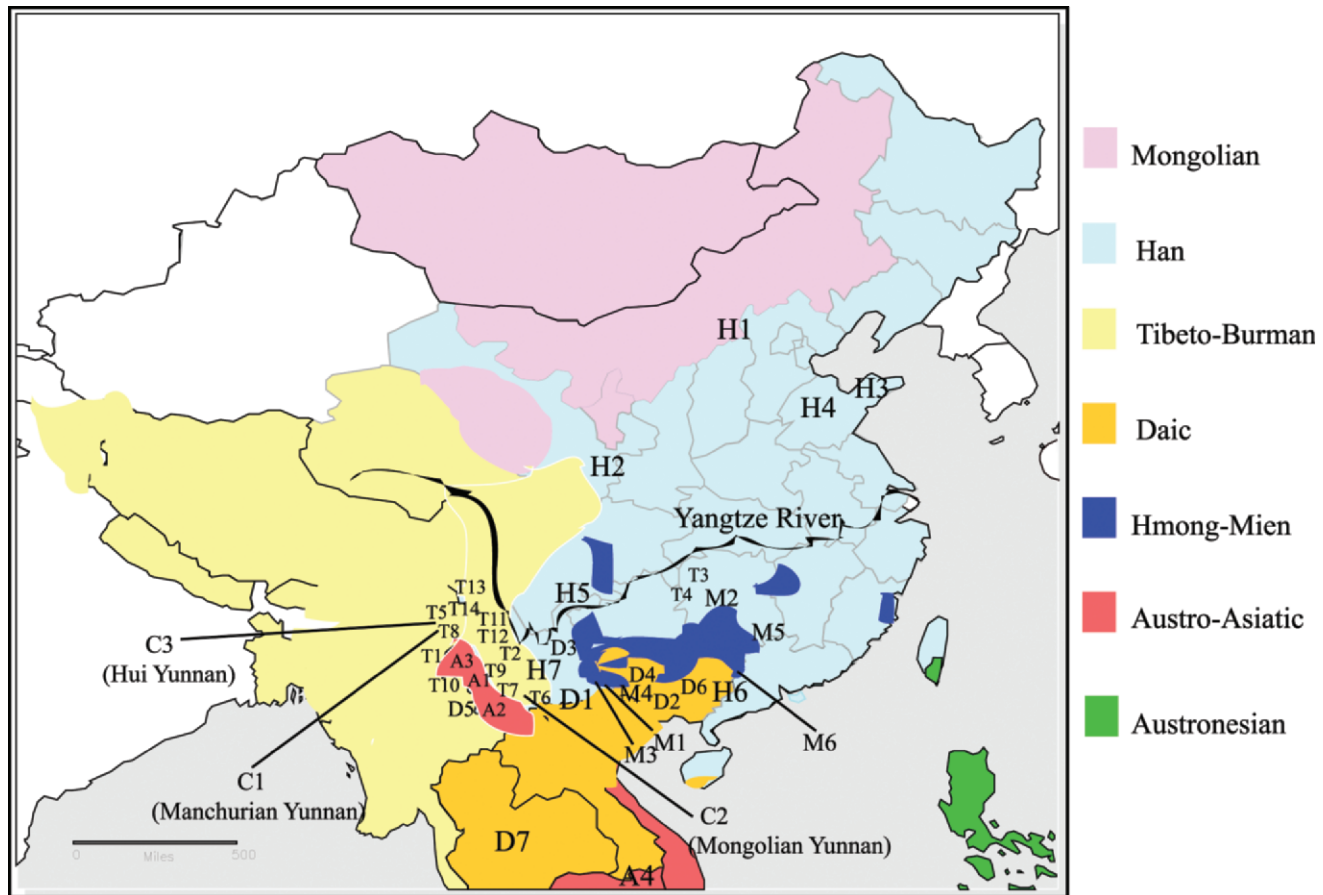 Mongolian
Han
H1
Tibeto-Burman
H3
H4
Daic
H2
Yangtze River
Hmong-Mien
T3
T13
H5
T4
M2
T5
T14
T11
C3
T8
T12
D3
M5
(Hui Yunnan)
T1
A3
T2
H7
T9
D4
Austro-Asiatic
T10
A1
T7
T6
D1
M4
D2
D6
H6
D5
A2
Austronesian
M3
M1
M6
C1
(Manchurian Yunnan)
C2
(Mongolian Yunnan)
D7
0
Miles
500
A4